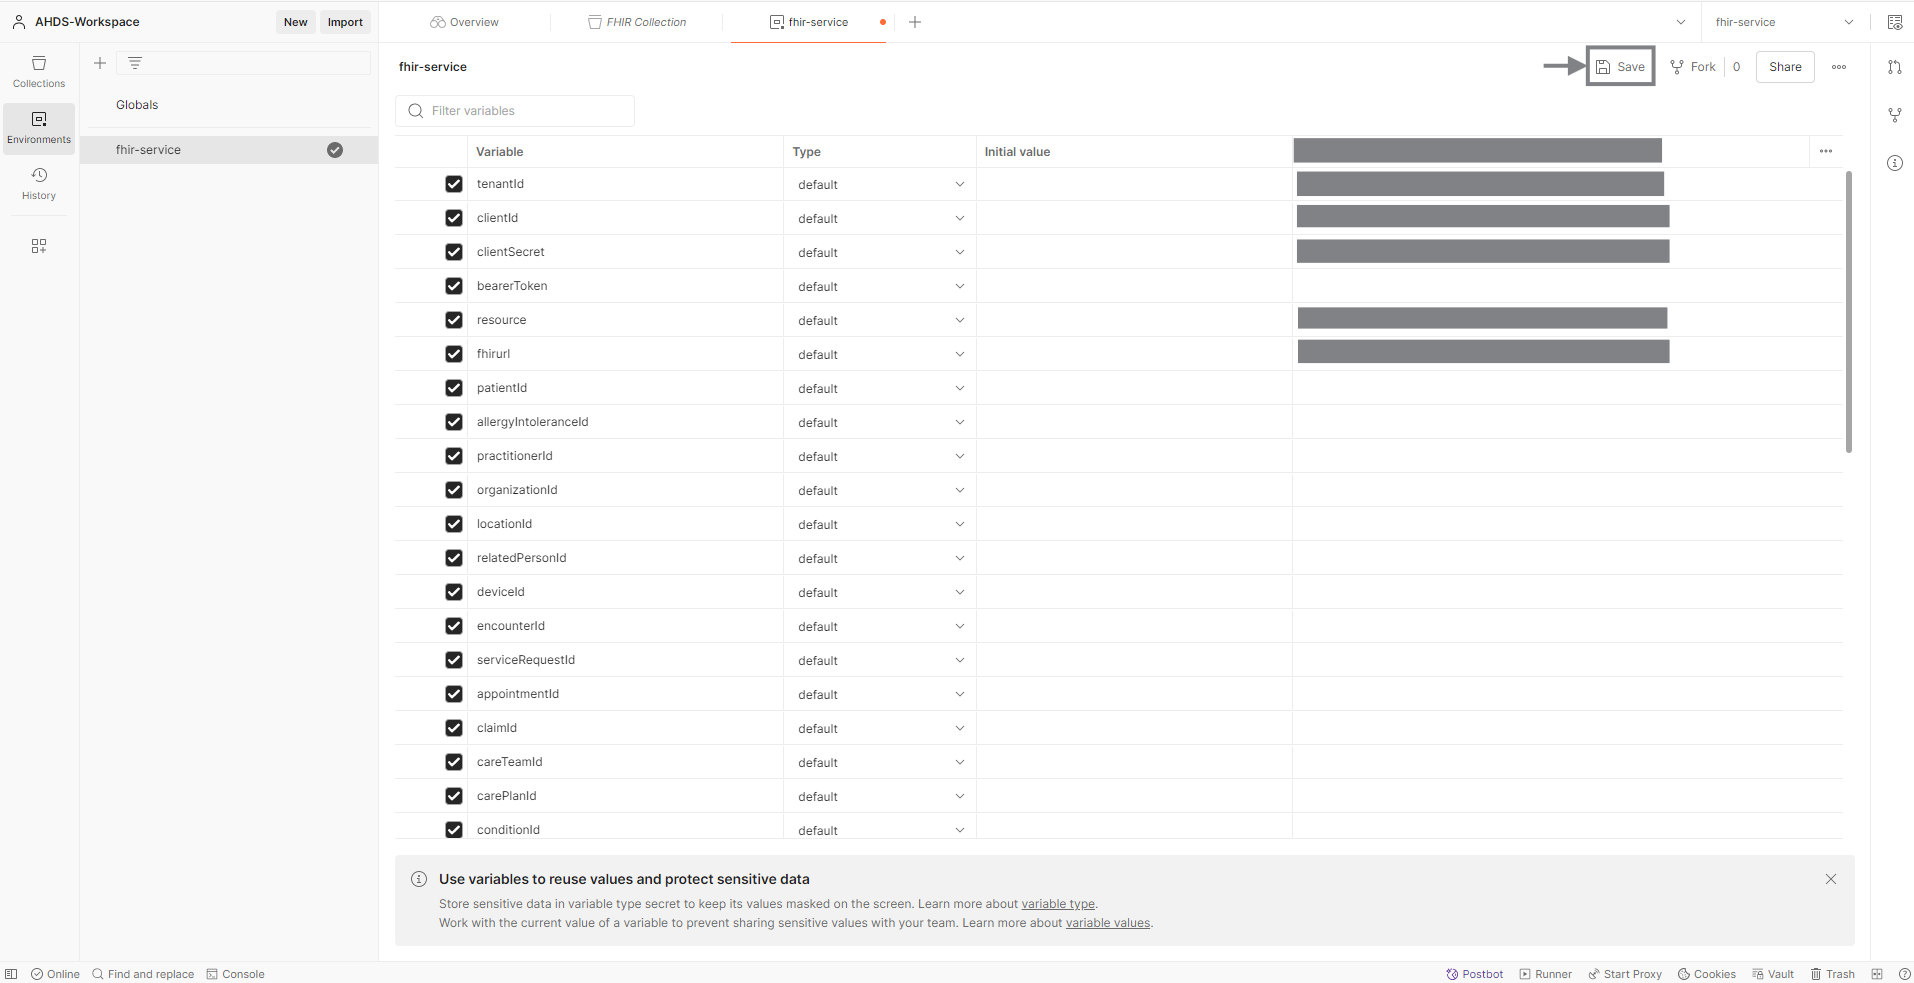 AHDS-Workspace
New
Import
Overview
FHIR Collection
fhir-service
fhir-service
Collections
Environments
History
Globals
fhir-service
fhir-service
Save
Fork
0
Share
Filter variables
Variable Type Initial value
tenantId default
clientId default
clientSecret default
bearerToken default
resource default
fhirurl default
patientId default
allergyIntoleranceId default
practitionerId default
organizationId default
locationId default
relatedPersonId default
deviceId default
encounterId default
serviceRequestId default
appointmentId default
claimId default
careTeamId default
carePlanId default
conditionId default
Use variables to reuse values and protect sensitive data
Store sensitive data in variable type secret to keep its values masked on the screen. Learn more about variable type.
Work with the current value of a variable to prevent sharing sensitive values with your team. Learn more about variable values.
Online Find and replace Console
Postbot Runner Start Proxy Cookies Vault Trash